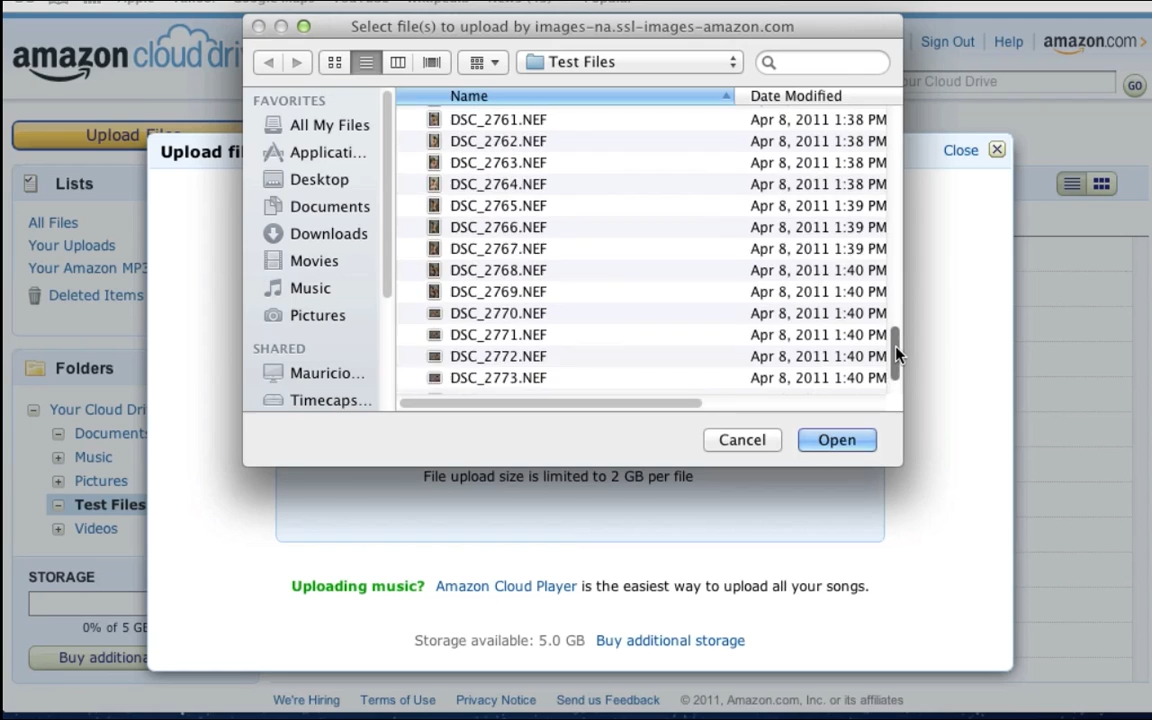 Select file(s) to upload by images-na.ssl-images-amazon.com
amazon cloud driv
Sign Out
Help
amazon.com
Test Files
our Cloud Drive
GO
FAVORITES
All My Files
Applicati...
Desktop
Documents
Downloads
Movies
Music
Pictures
SHARED
Mauricio...
Timecaps...
Name
Date Modified
DSC_2761.NEF Apr 8, 2011 1:38 PM
DSC_2762.NEF Apr 8, 2011 1:38 PM
DSC_2763.NEF Apr 8, 2011 1:38 PM
DSC_2764.NEF Apr 8, 2011 1:38 PM
DSC_2765.NEF Apr 8, 2011 1:39 PM
DSC_2766.NEF Apr 8, 2011 1:39 PM
DSC_2767.NEF Apr 8, 2011 1:39 PM
DSC_2768.NEF Apr 8, 2011 1:40 PM
DSC_2769.NEF Apr 8, 2011 1:40 PM
DSC_2770.NEF Apr 8, 2011 1:40 PM
DSC_2771.NEF Apr 8, 2011 1:40 PM
DSC_2772.NEF Apr 8, 2011 1:40 PM
DSC_2773.NEF Apr 8, 2011 1:40 PM
Cancel
Open
Upload Files
Upload fil
Close
Lists
All Files
Your Uploads
Your Amazon MP3
Deleted Items
Folders
Your Cloud Dri
Documents
Music
Pictures
Test Files
Videos
STORAGE
0% of 5 GB
Buy additiona
File upload size is limited to 2 GB per file
Uploading music? Amazon Cloud Player is the easiest way to upload all your songs.
Storage available: 5.0 GB Buy additional storage
We're Hiring
Terms of Use
Privacy Notice
Send us Feedback
© 2011, Amazon.com, Inc. or its affiliates